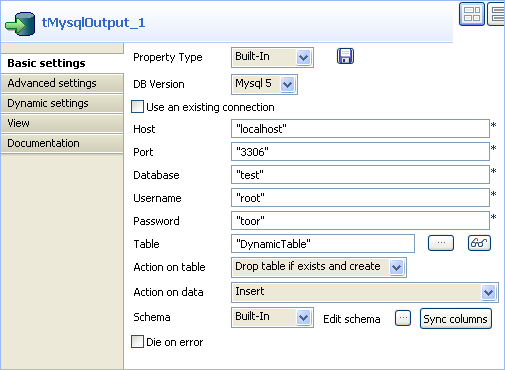 tMysqlOutput_1
Basic settings
Advanced settings
Dynamic settings
View
Documentation
Property Type Built-In
DB Version Mysql 5
Use an existing connection
Host "localhost" *
Port "3306" *
Database "test" *
Username "root" *
Password "toor" *
Table "DynamicTable" ...
Action on table Drop table if exists and create
Action on data Insert
Schema Built-In Edit schema ... Sync columns
Die on error